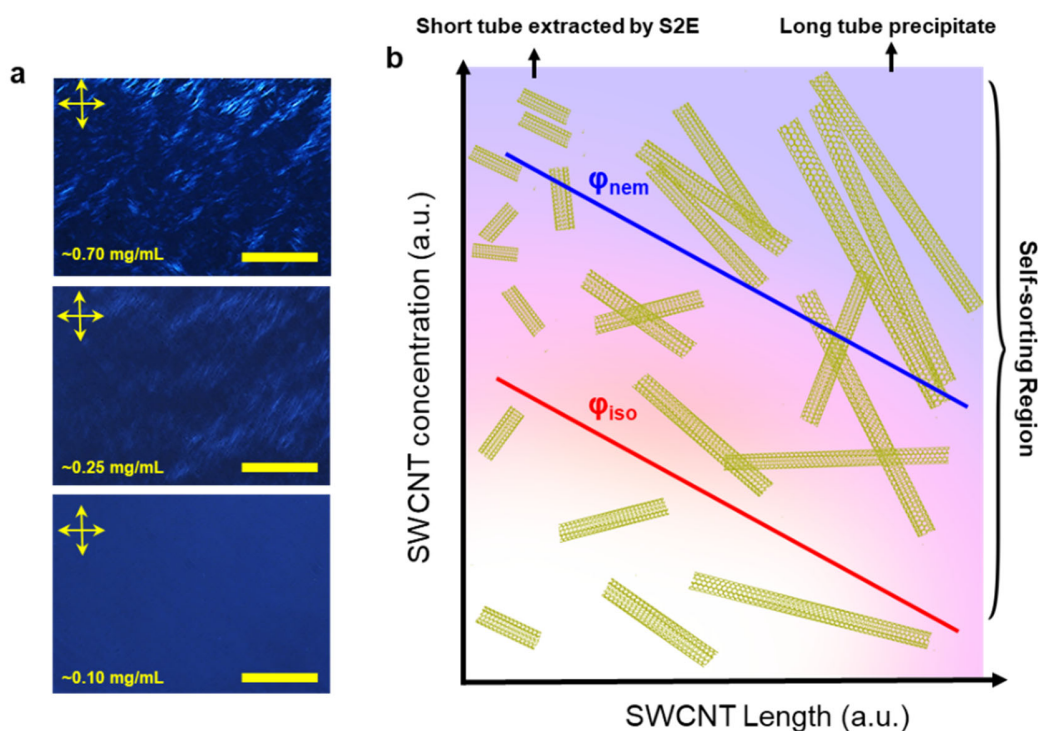 Short tube extracted by S2E
Long tube precipitate
a
b
~0.70 mg/mL
~0.25 mg/mL
~0.10 mg/mL
φnem
φiso
SWCNT concentration (a.u.)
SWCNT Length (a.u.)
Self-sorting Region